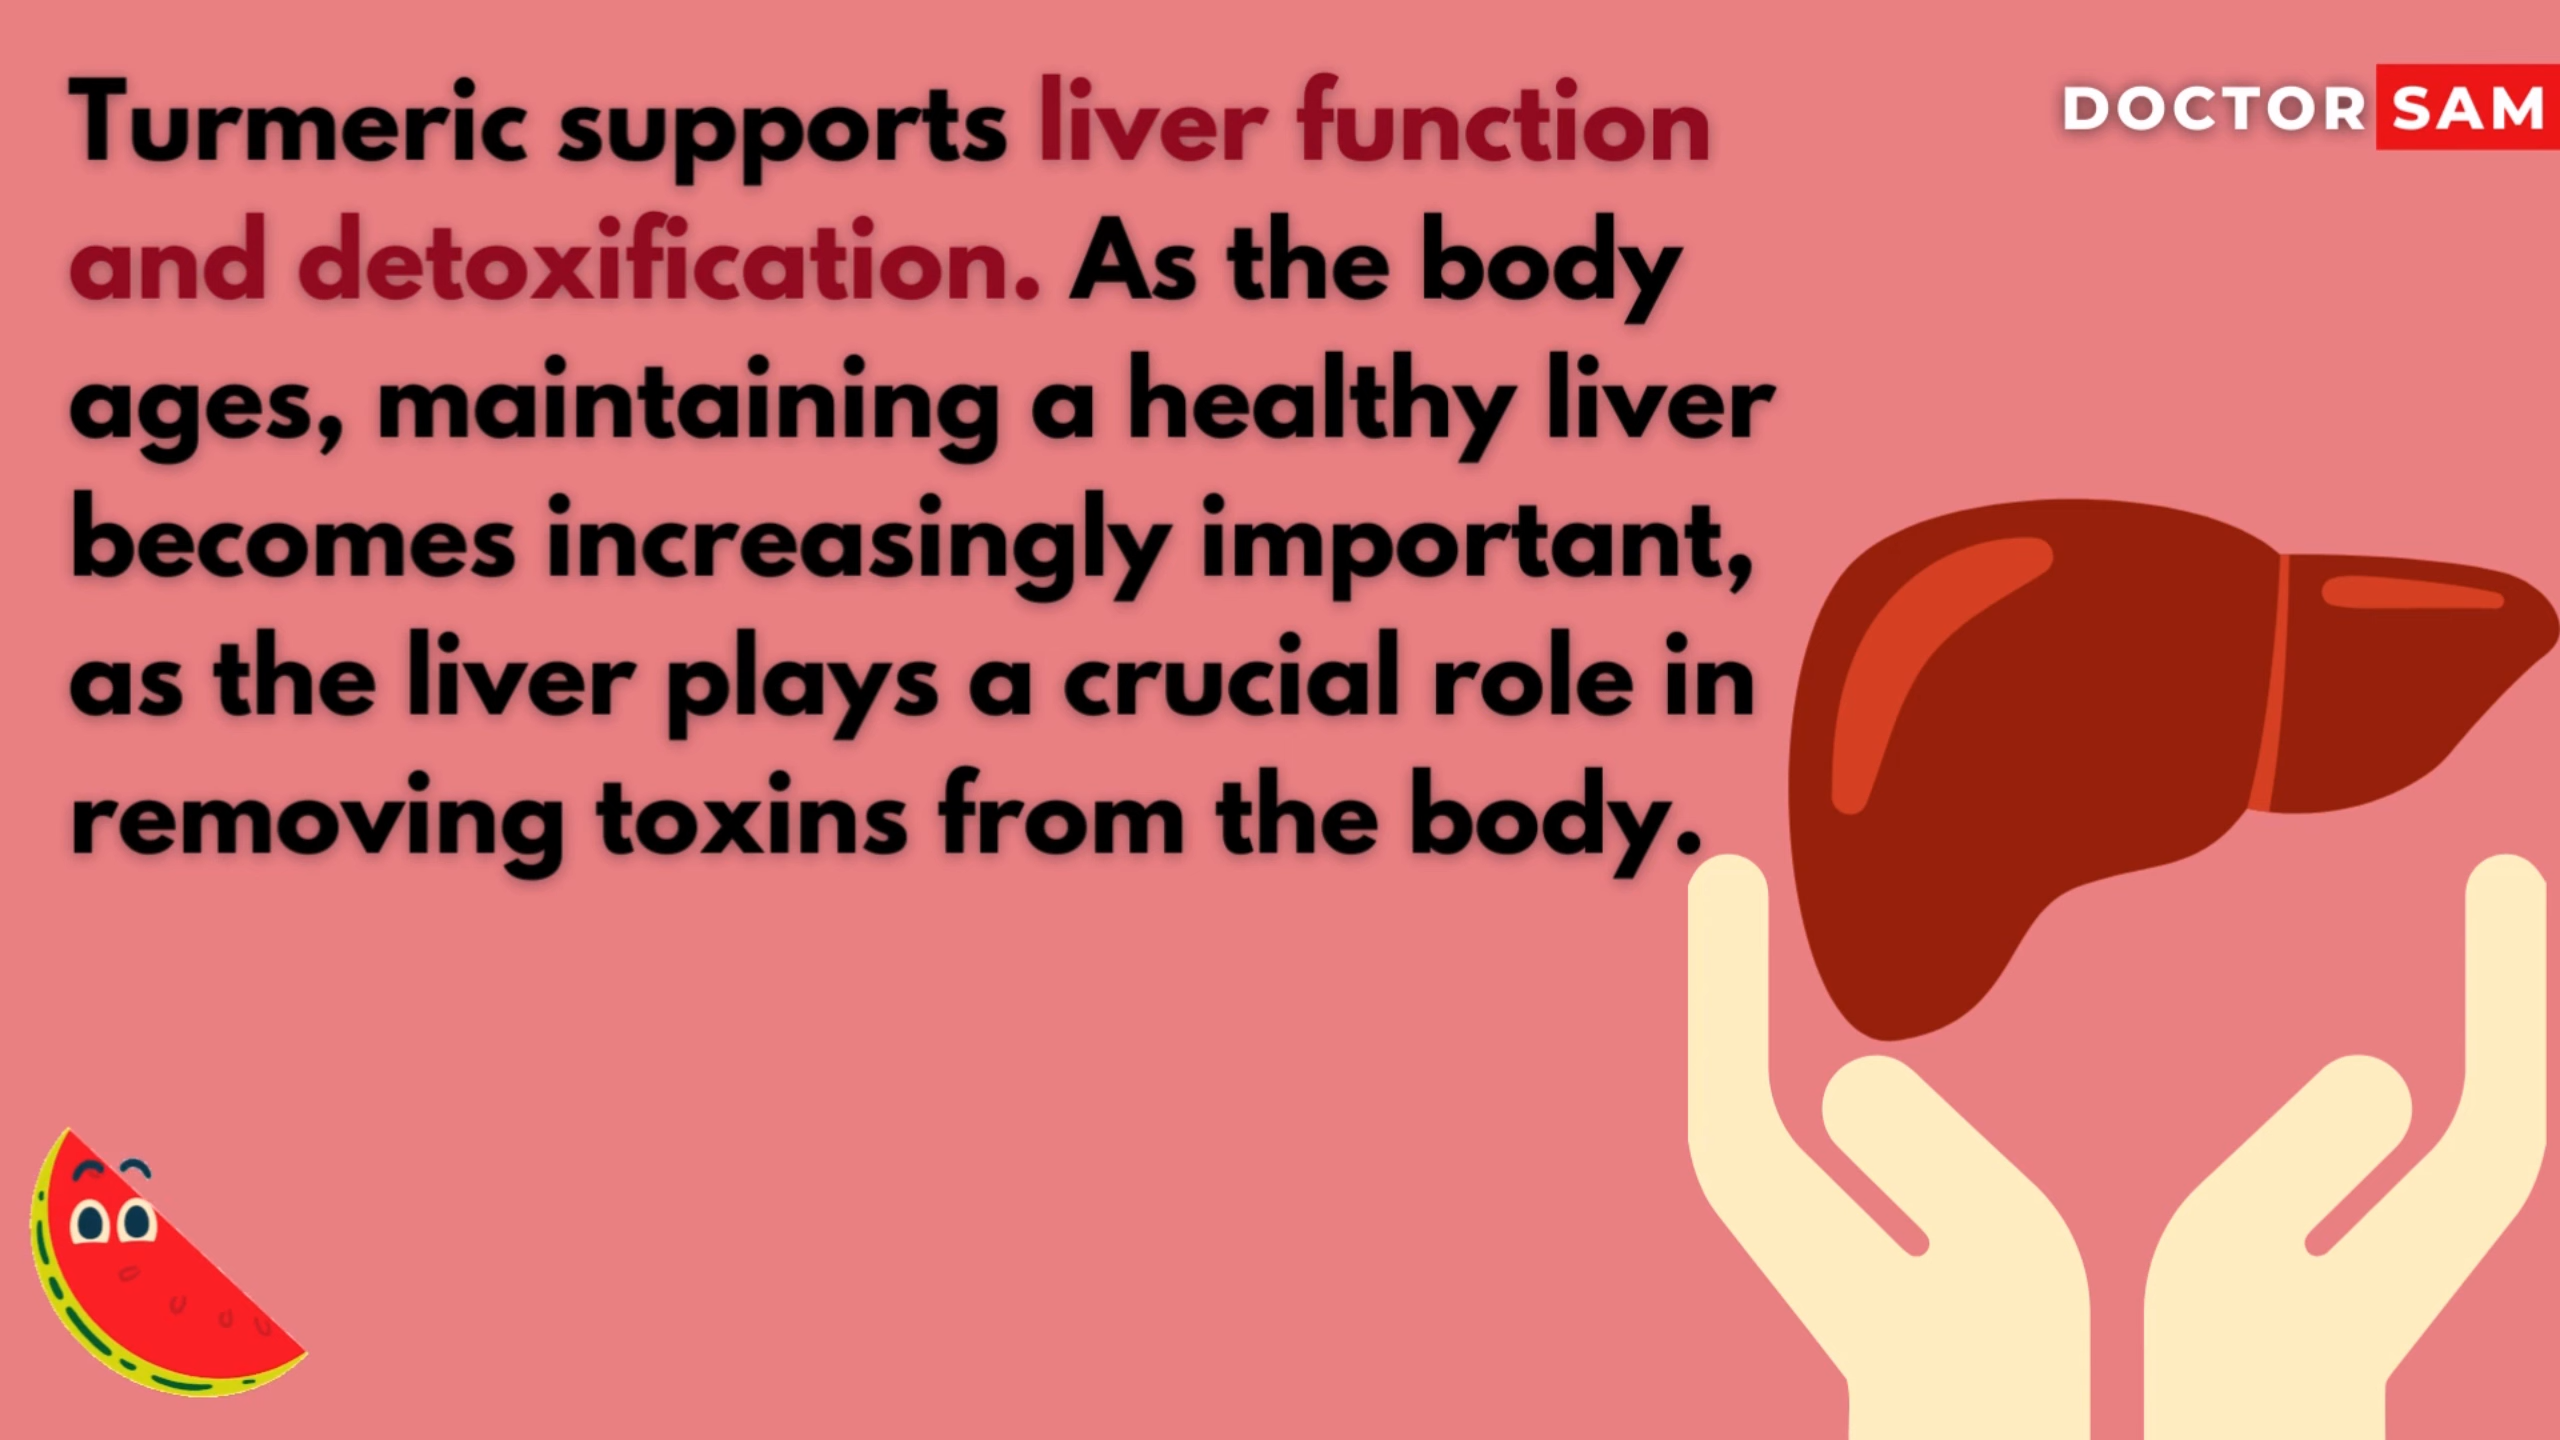 Turmeric supports liver function
and detoxification. As the body
ages, maintaining a healthy liver
becomes increasingly important,
as the liver plays a crucial role in
removing toxins from the body.
DOCTOR SAM